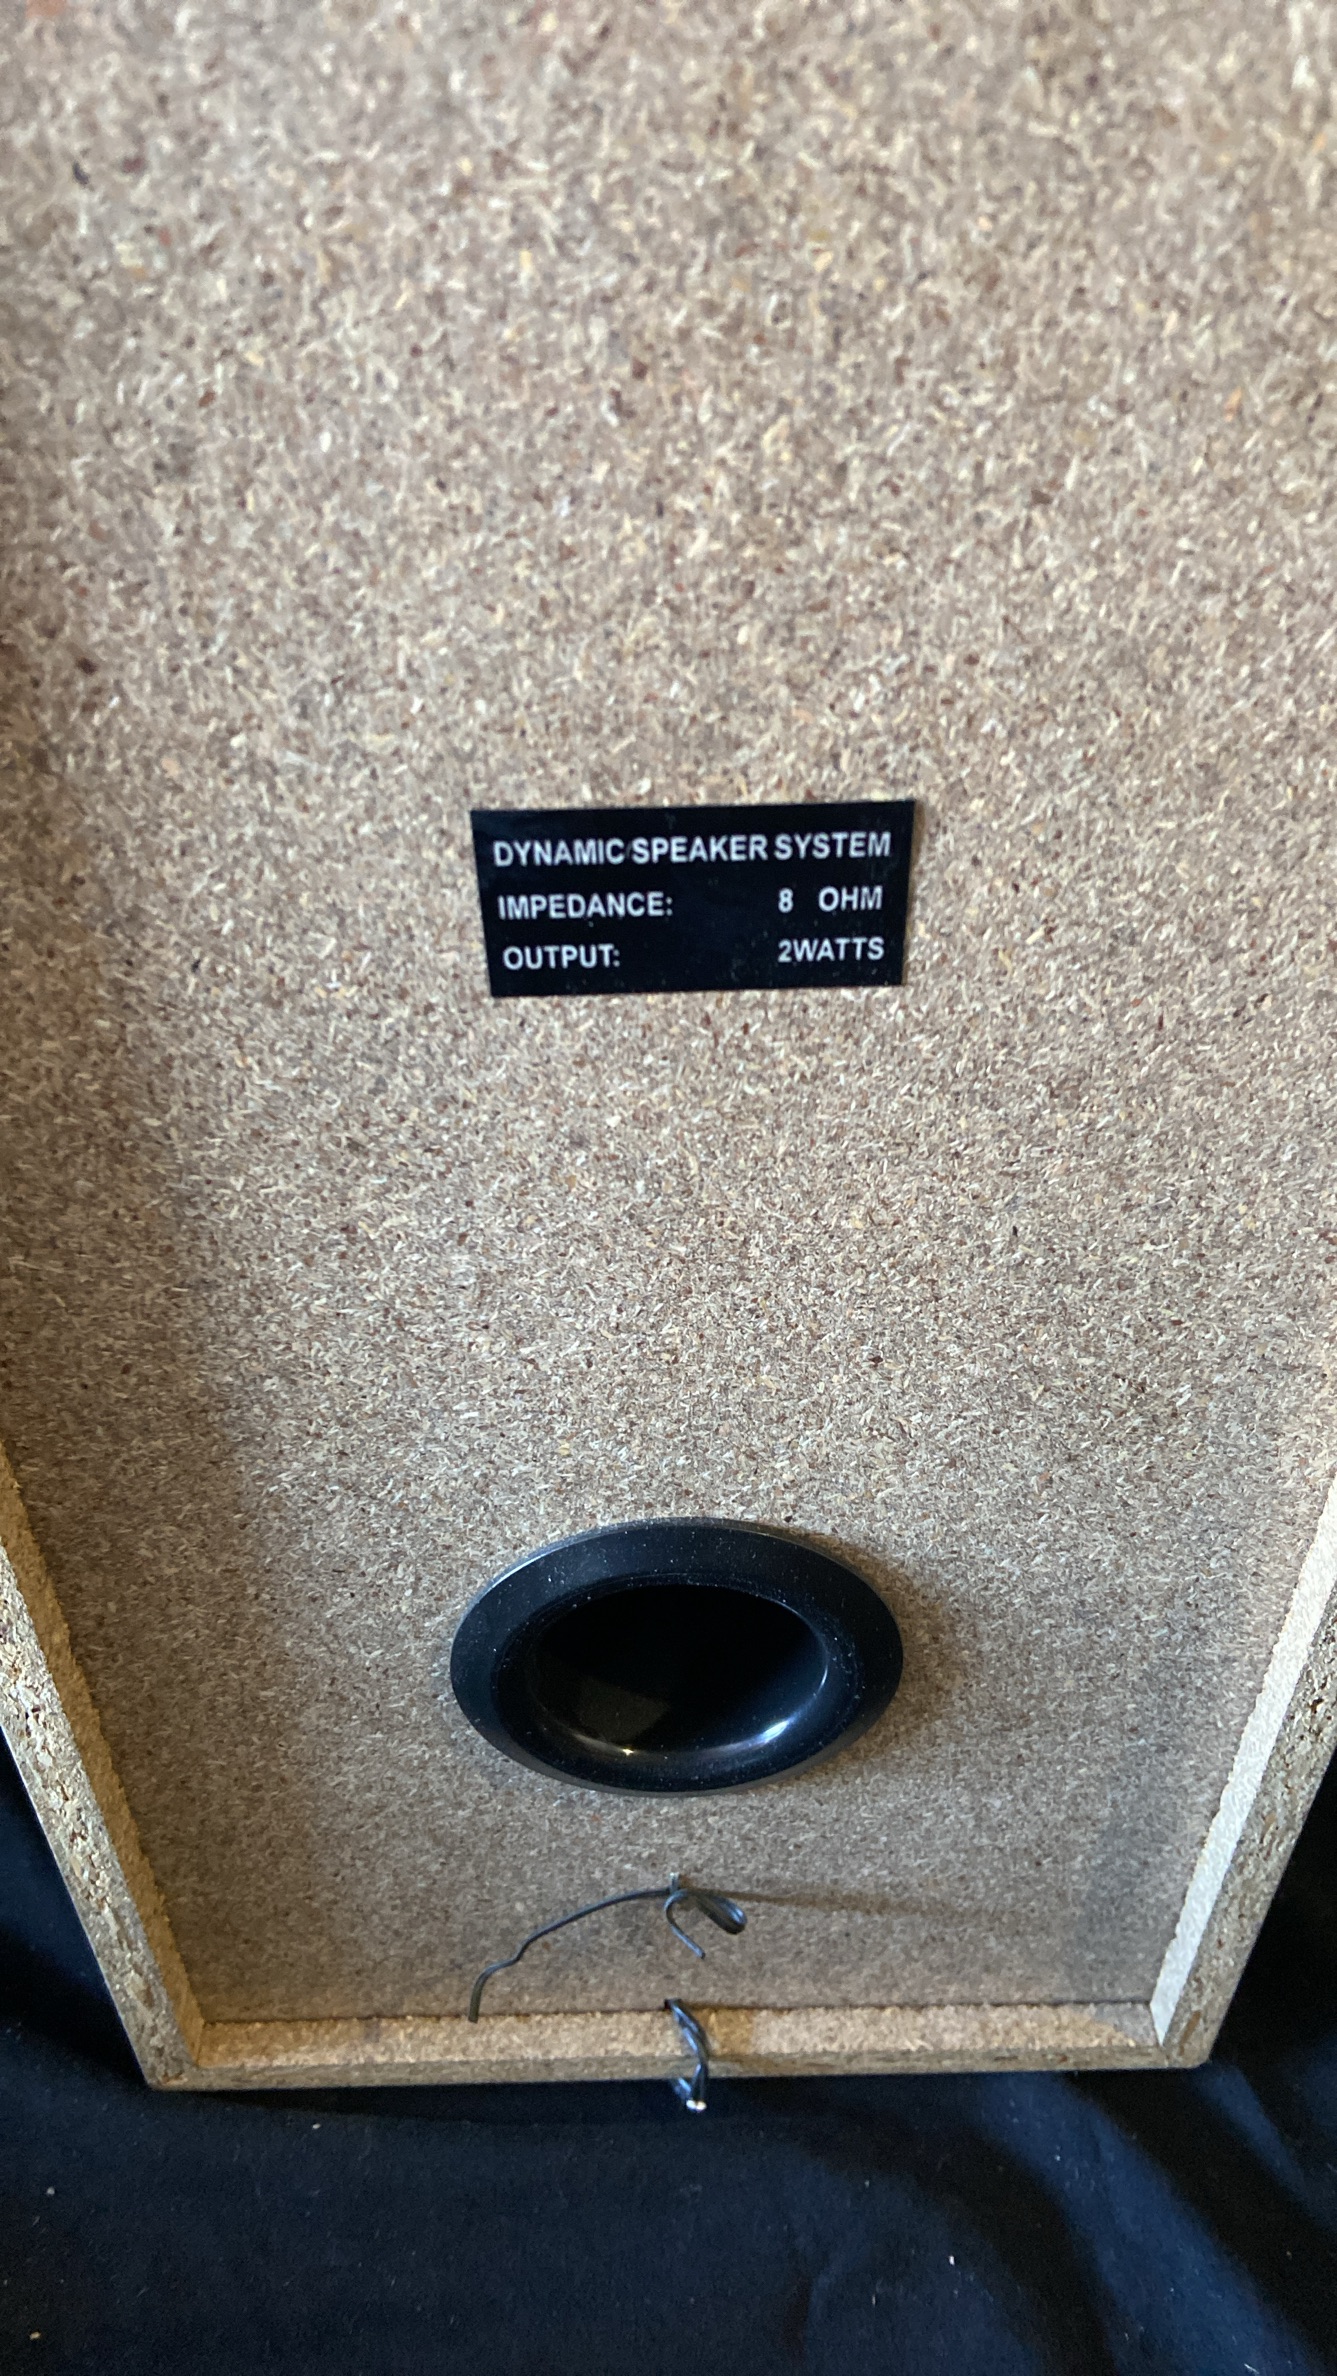 DYNAMIC SPEAKER SYSTEM
IMPEDANCE: 8 OHM
OUTPUT: 2WATTS